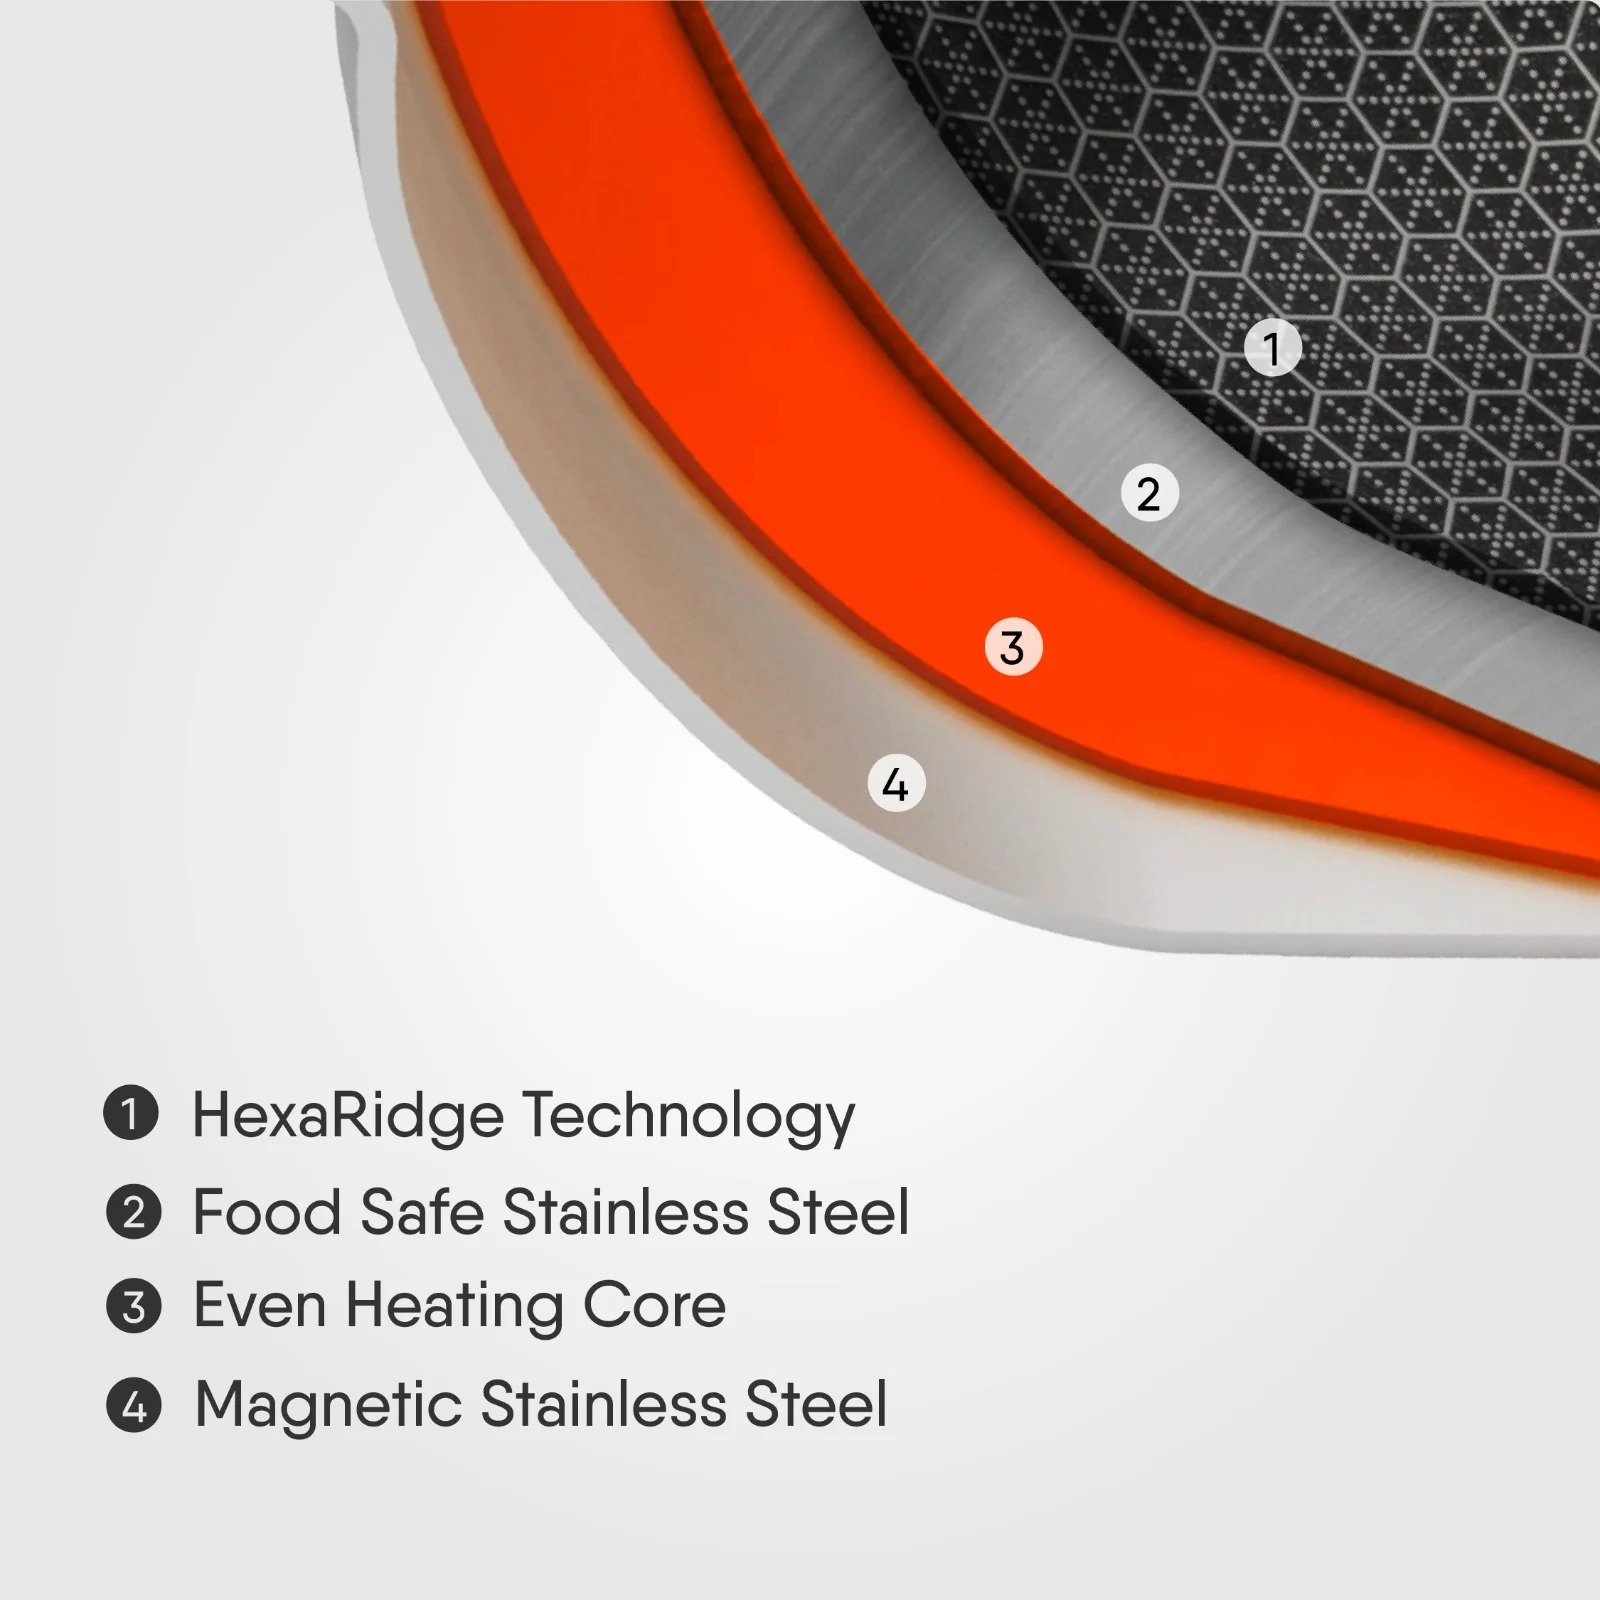 1
2
3
4
1 HexaRidge Technology
2 Food Safe Stainless Steel
3 Even Heating Core
4 Magnetic Stainless Steel